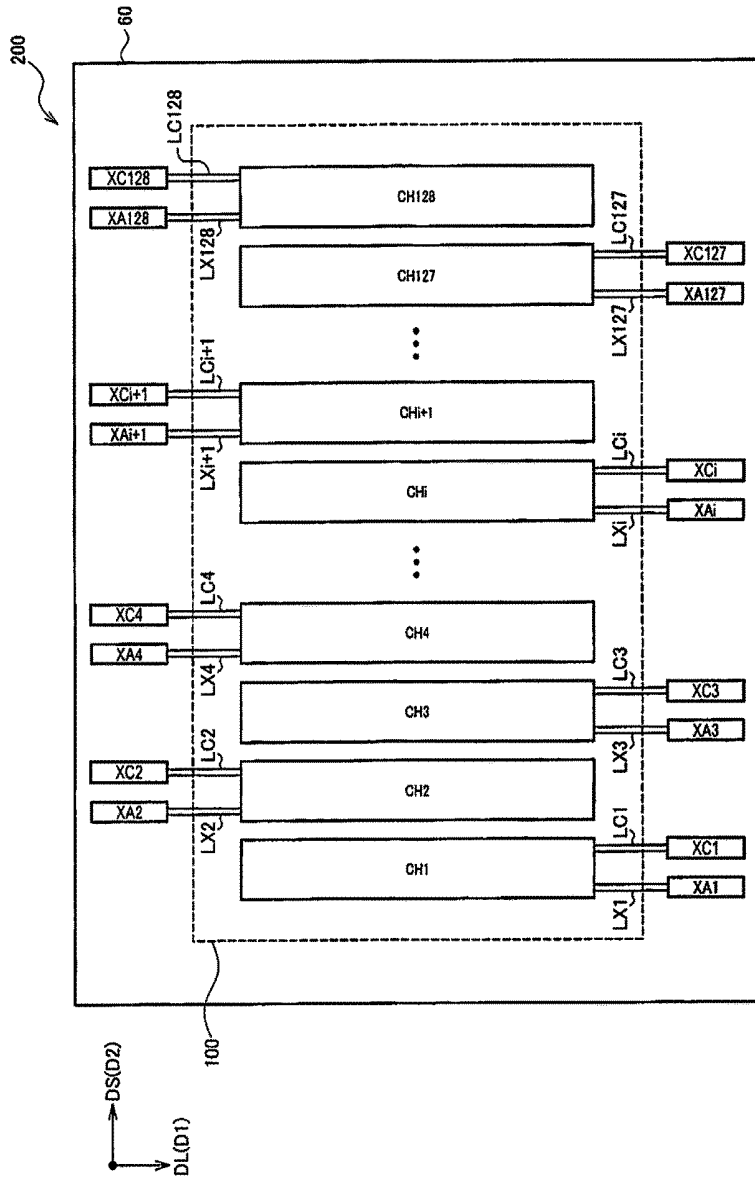 200
60
XC128
XA128
LC128
LX128
CH128
CH127
LC127
LX127
XC127
XA127
XCi+1
XAi+1
LCi+1
LXi+1
CHi+1
CHi
LCi
LXi
XCi
XAi
XC4
XA4
LC4
LX4
CH4
CH3
LC3
LX3
XC3
XA3
XC2
XA2
LC2
LX2
CH2
CH1
LC1
LX1
XC1
XA1
100
DS(D2)
DL(D1)